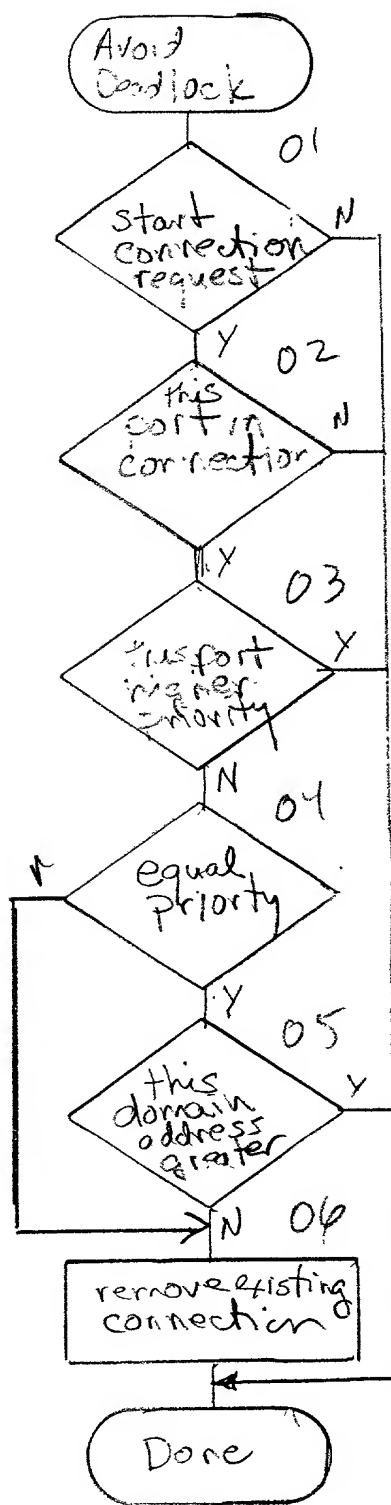 Avoid
Deadlock
01
N
start
connection
request
Y
02
this
N
port in
connection
Y
03
this port
Y
higher
priority
N
04
equal
priorty
Y
05
this
Y
domain
address
greater
N
06
remove existing
connection
Done